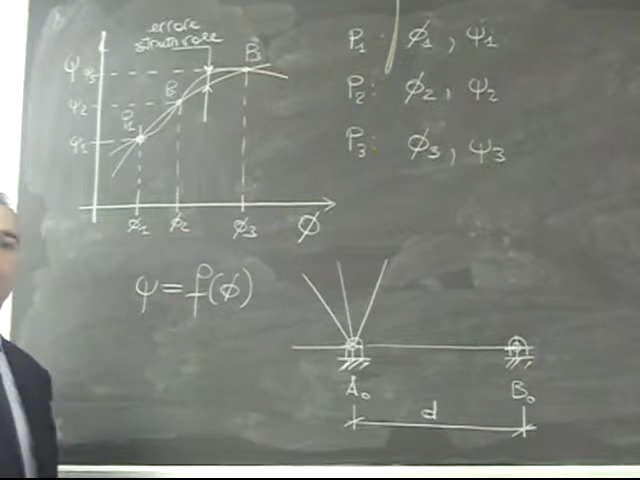 errore
strutturale
P₁: ϕ₁, ψ₁
P₂: ϕ₂, ψ₂
P₃: ϕ₃, ψ₃
ψ
ψ₃
P₃
ψ₂
P₂
ψ₁
P₁
ϕ₁ ϕ₂ ϕ₃ ϕ
ψ=f(ϕ)
A₀ B₀
d